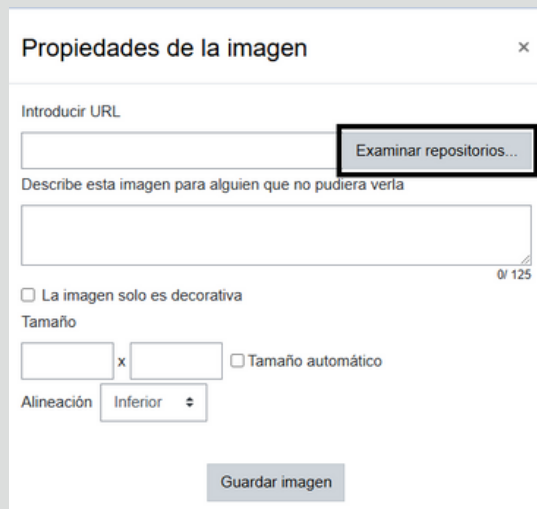 Propiedades de la imagen ×
Introducir URL
Examinar repositorios...
Describe esta imagen para alguien que no pudiera verla
0/ 125
La imagen solo es decorativa
Tamaño
x Tamaño automático
Alineación Inferior
Guardar imagen